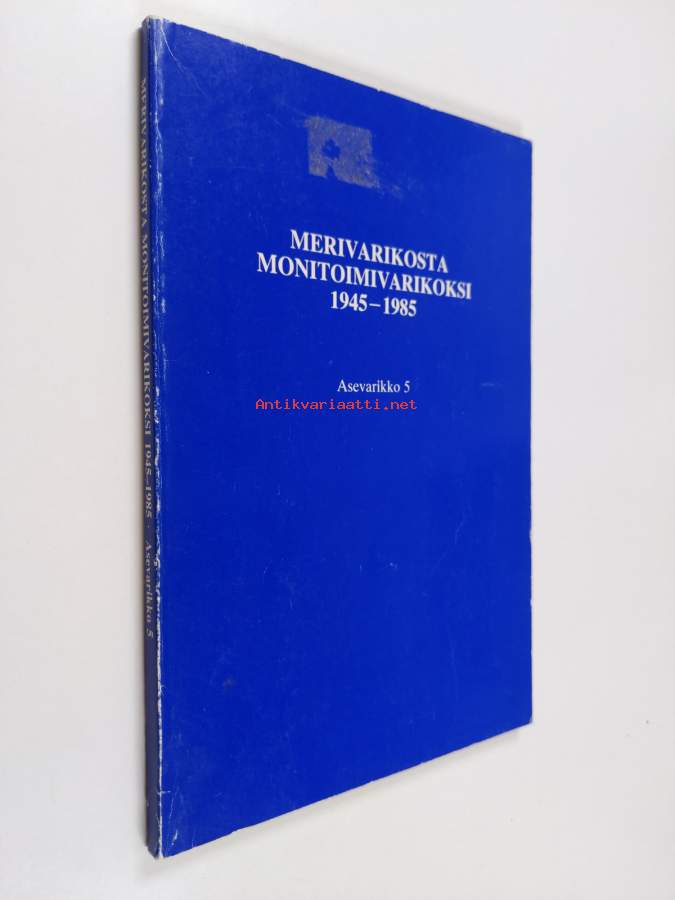 MERIVARIKOSTA
MONITOIMIVARIKOKSI
1945–1985
Asevarikko 5
Antikvariaatti.net
MERIVARIKOSTA MONITOIMIVARIKOKSI 1945–1985 · Asevarikko 5